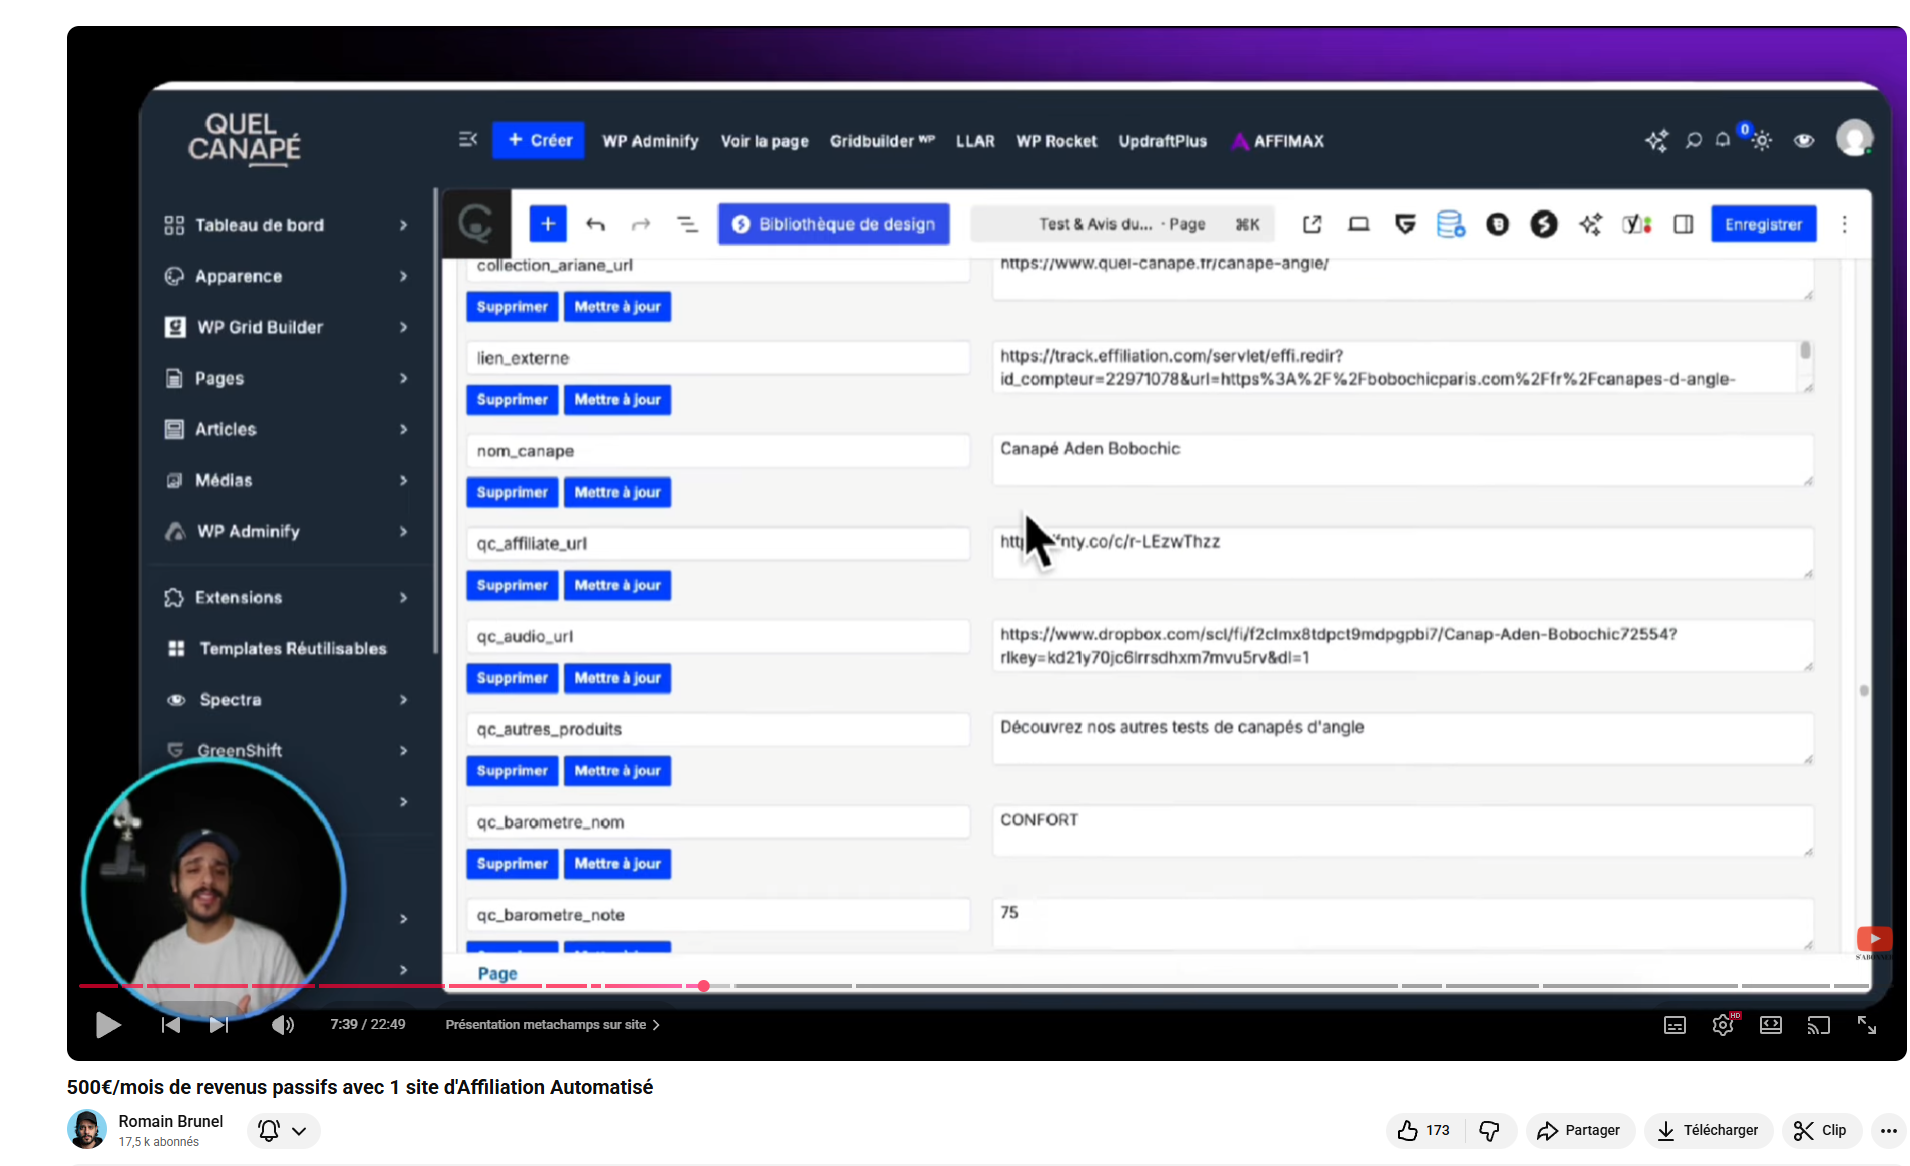 QUEL
CANAPÉ
+ Créer
WP Adminify
Voir la page
Gridbuilder WP
LLAR
WP Rocket
UpdraftPlus
AFFIMAX
0
Tableau de bord
Apparence
WP Grid Builder
Pages
Articles
Médias
WP Adminify
Extensions
Templates Réutilisables
Spectra
GreenShift
Bibliothèque de design
Test & Avis du... · Page
⌘K
Enregistrer
collection_ariane_url
https://www.quel-canape.fr/canape-angle/
Supprimer
Mettre à jour
lien_externe
https://track.effiliation.com/servlet/effi.redir?
id_compteur=22971078&url=https%3A%2F%2Fbobochicparis.com%2Ffr%2Fcanapes-d-angle-
Supprimer
Mettre à jour
nom_canape
Canapé Aden Bobochic
Supprimer
Mettre à jour
qc_affiliate_url
nty.co/c/r-LEzwThzz
Supprimer
Mettre à jour
qc_audio_url
https://www.dropbox.com/scl/fi/f2clmx8tdpct9mdpgpbi7/Canap-Aden-Bobochic72554?
rlkey=kd21y70jc6lrrsdhxm7mvu5rv&dl=1
Supprimer
Mettre à jour
qc_autres_produits
Découvrez nos autres tests de canapés d'angle
Supprimer
Mettre à jour
qc_barometre_nom
CONFORT
Supprimer
Mettre à jour
qc_barometre_note
75
Page
7:39 / 22:49
Présentation metachamps sur site
HD
500€/mois de revenus passifs avec 1 site d'Affiliation Automatisé
Romain Brunel
17,5 k abonnés
173
Partager
Télécharger
Clip